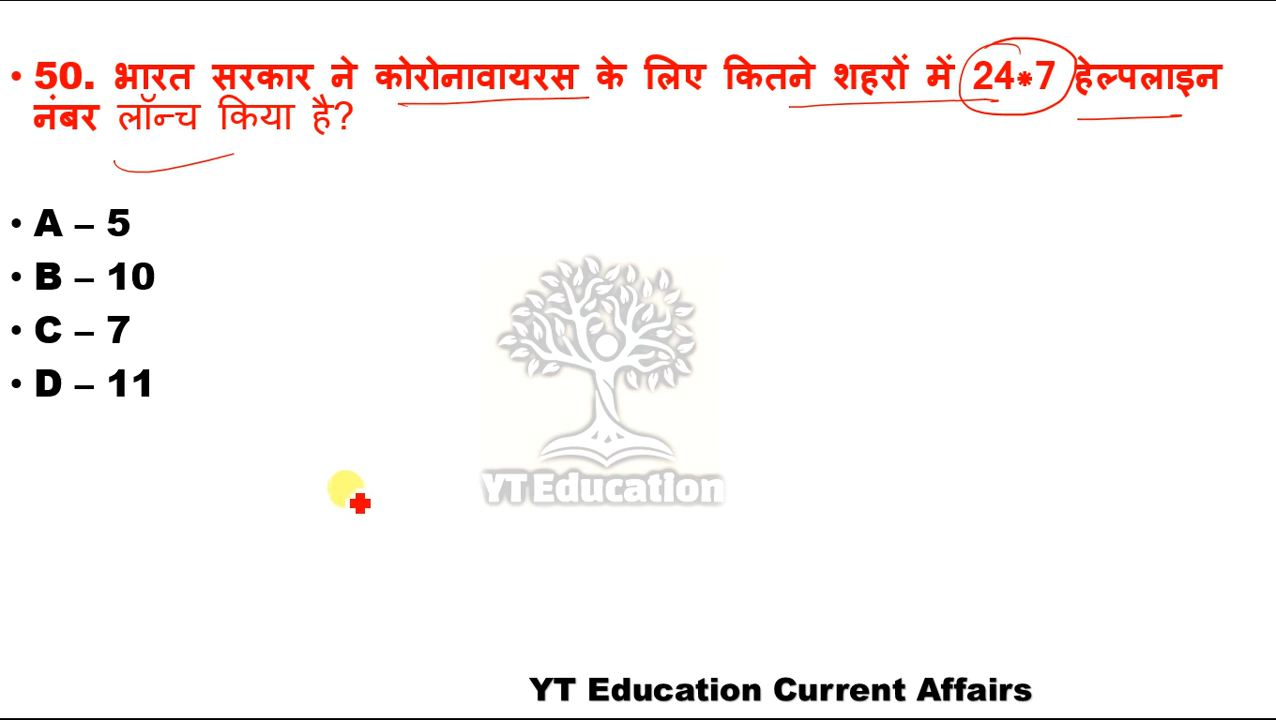 • 50. भारत सरकार ने कोरोनावायरस के लिए कितने शहरों में 24*7 हेल्पलाइन
नंबर लॉन्च किया है?
• A – 5
• B – 10
• C – 7
• D – 11
YT Education
YT Education Current Affairs